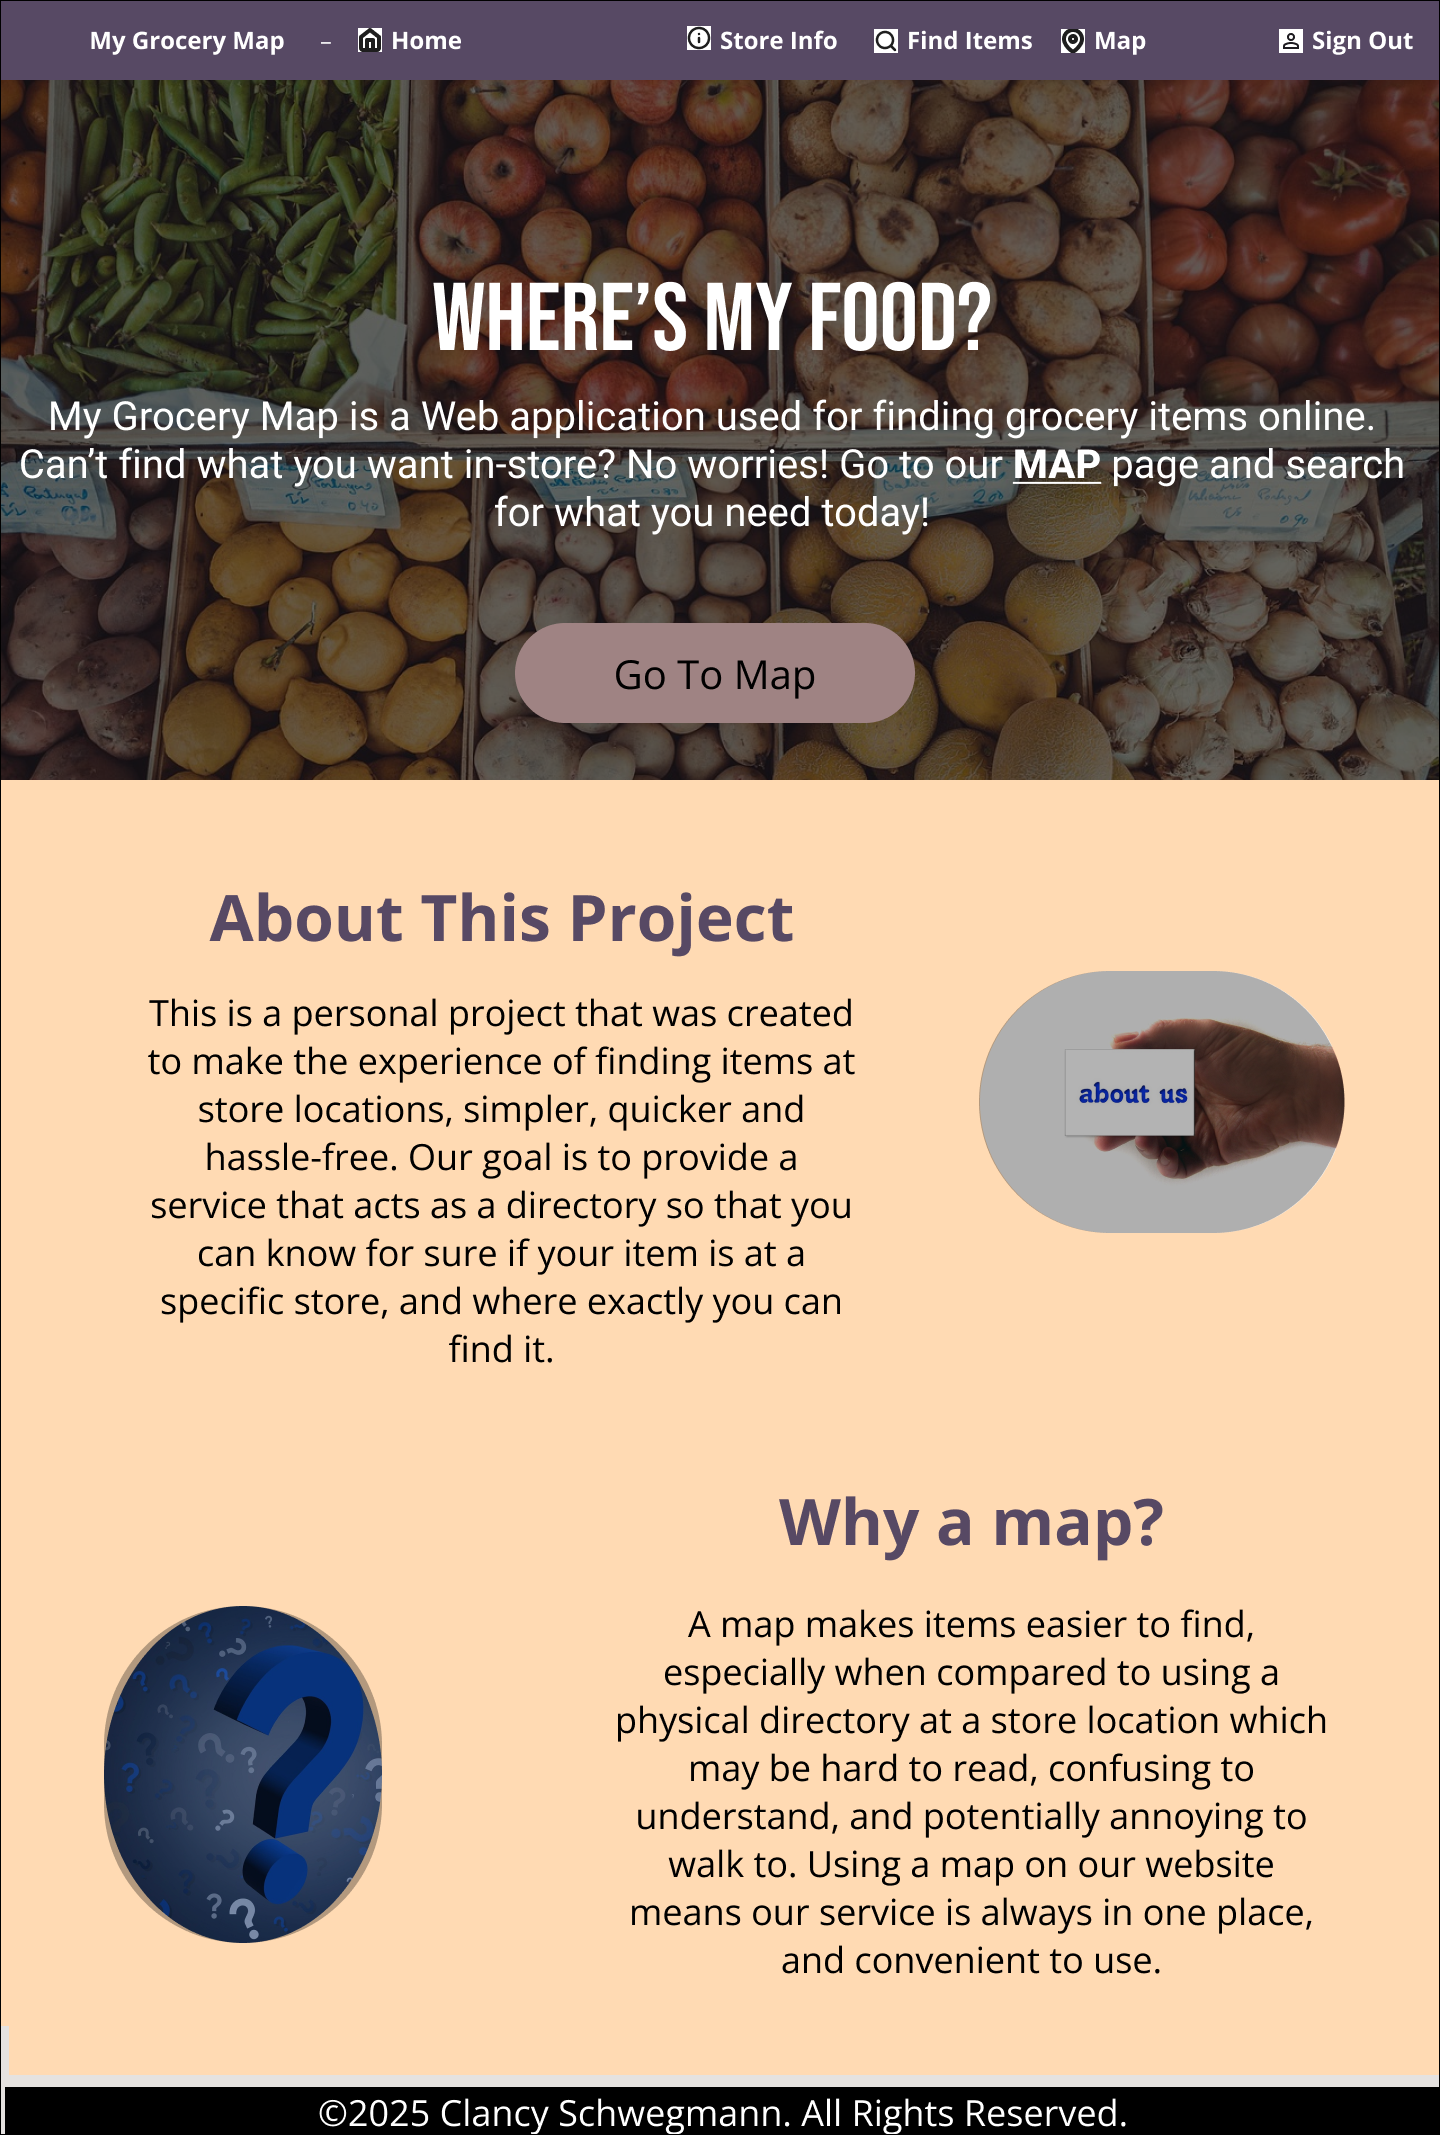 My Grocery Map – Home Store Info Find Items Map Sign Out
WHERE'S MY FOOD?
My Grocery Map is a Web application used for finding grocery items online.
Can't find what you want in-store? No worries! Go to our MAP page and search
for what you need today!
Go To Map
About This Project
This is a personal project that was created
to make the experience of finding items at
store locations, simpler, quicker and
hassle-free. Our goal is to provide a
service that acts as a directory so that you
can know for sure if your item is at a
specific store, and where exactly you can
find it.
about us
Why a map?
A map makes items easier to find,
especially when compared to using a
physical directory at a store location which
may be hard to read, confusing to
understand, and potentially annoying to
walk to. Using a map on our website
means our service is always in one place,
and convenient to use.
©2025 Clancy Schwegmann. All Rights Reserved.